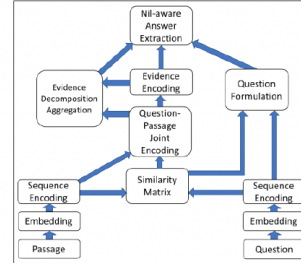 Nil-aware
Answer
Extraction
Evidence
Decomposition
Aggregation
Evidence
Encoding
Question
Formulation
Question-
Passage
Joint
Encoding
Sequence
Encoding
Similarity
Matrix
Sequence
Encoding
Embedding
Embedding
Passage
Question